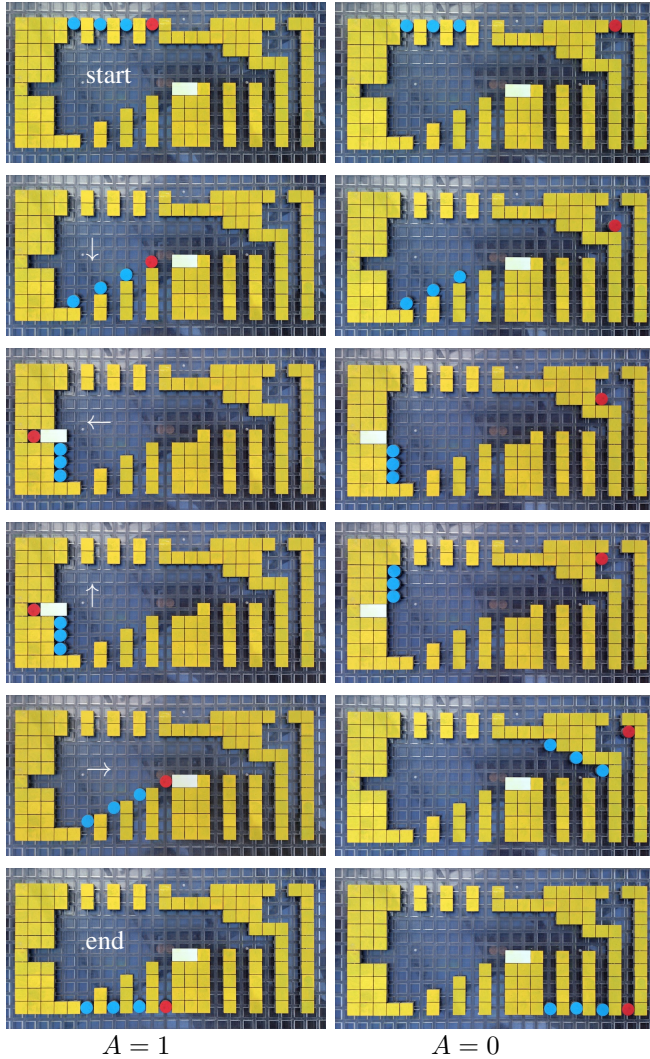 start
↓
←
↑
→
end
A = 1
A = 0